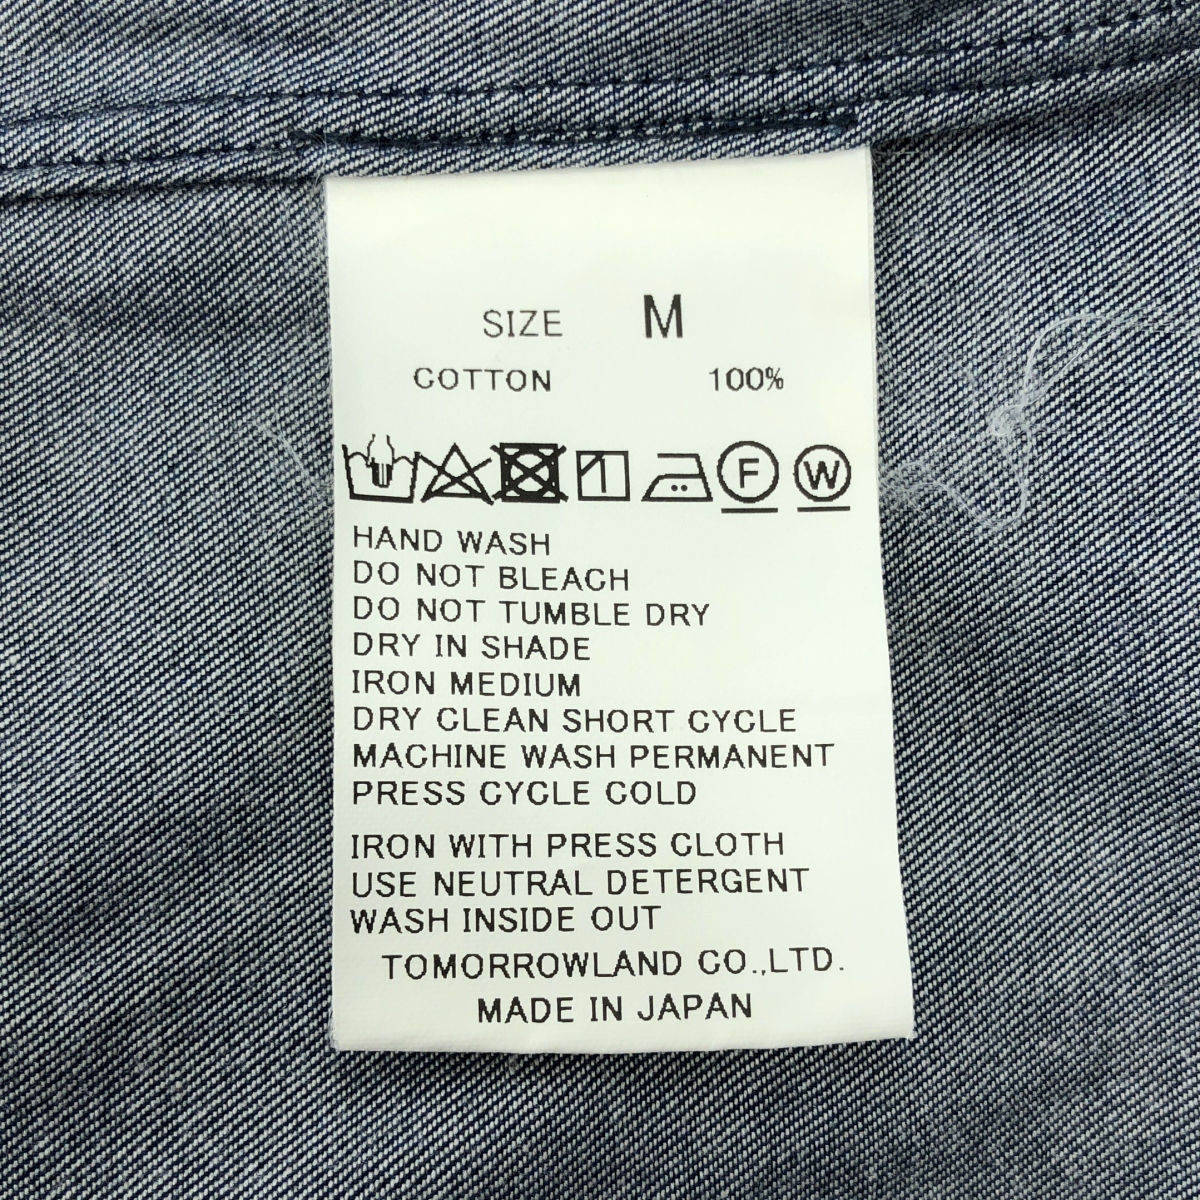 SIZE M
COTTON 100%
F W
HAND WASH
DO NOT BLEACH
DO NOT TUMBLE DRY
DRY IN SHADE
IRON MEDIUM
DRY CLEAN SHORT CYCLE
MACHINE WASH PERMANENT
PRESS CYCLE COLD
IRON WITH PRESS CLOTH
USE NEUTRAL DETERGENT
WASH INSIDE OUT
TOMORROWLAND CO.,LTD.
MADE IN JAPAN